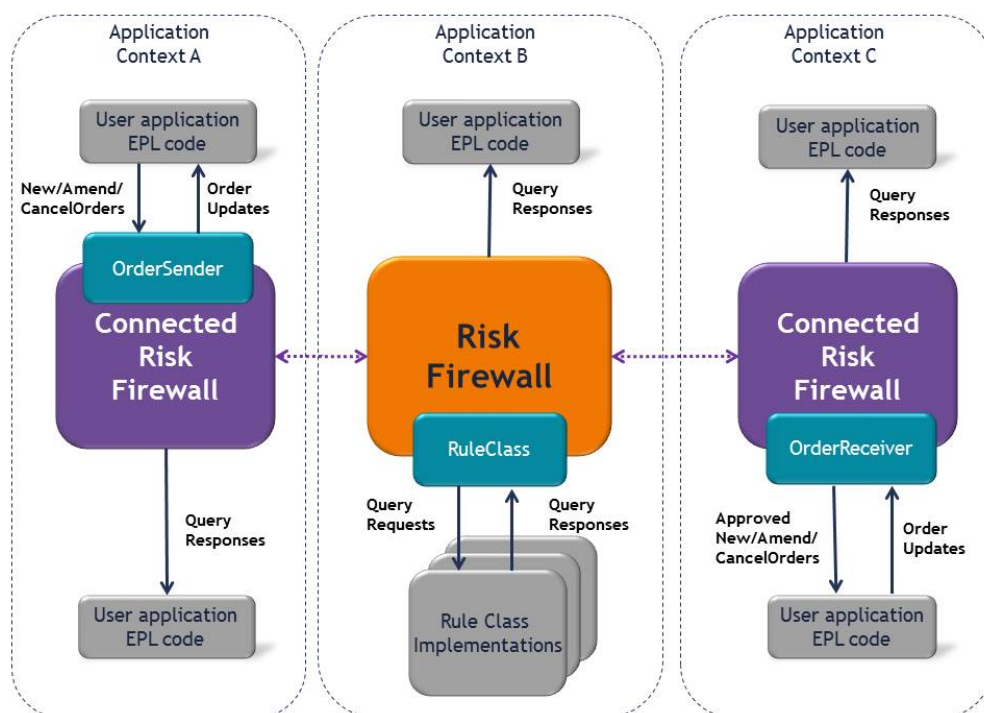 Application
Context A
User application
EPL code
New/Amend/
CancelOrders
Order
Updates
OrderSender
Connected
Risk
Firewall
Query
Responses
User application
EPL code
Application
Context B
User application
EPL code
Query
Responses
Risk
Firewall
RuleClass
Query
Requests
Query
Responses
Rule Class
Implementations
Application
Context C
User application
EPL code
Query
Responses
Connected
Risk
Firewall
OrderReceiver
Approved
New/Amend/
CancelOrders
Order
Updates
User application
EPL code